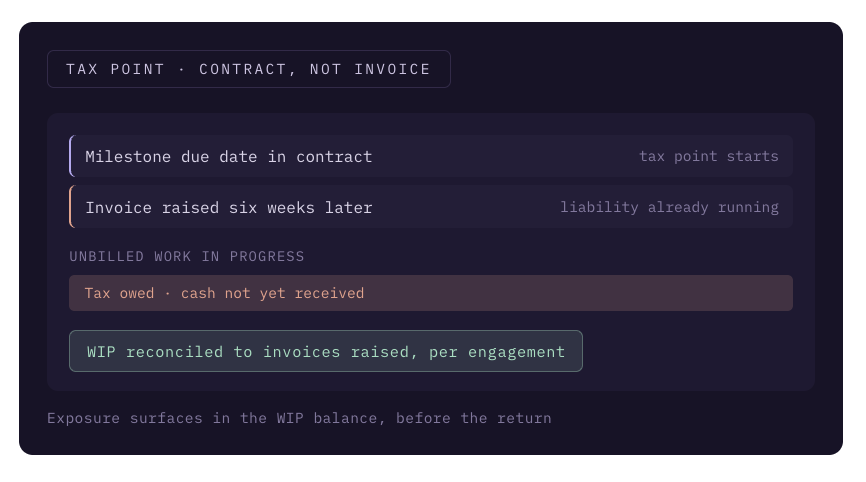 TAX POINT · CONTRACT, NOT INVOICE
Milestone due date in contract
tax point starts
Invoice raised six weeks later
liability already running
UNBILLED WORK IN PROGRESS
Tax owed · cash not yet received
WIP reconciled to invoices raised, per engagement
Exposure surfaces in the WIP balance, before the return